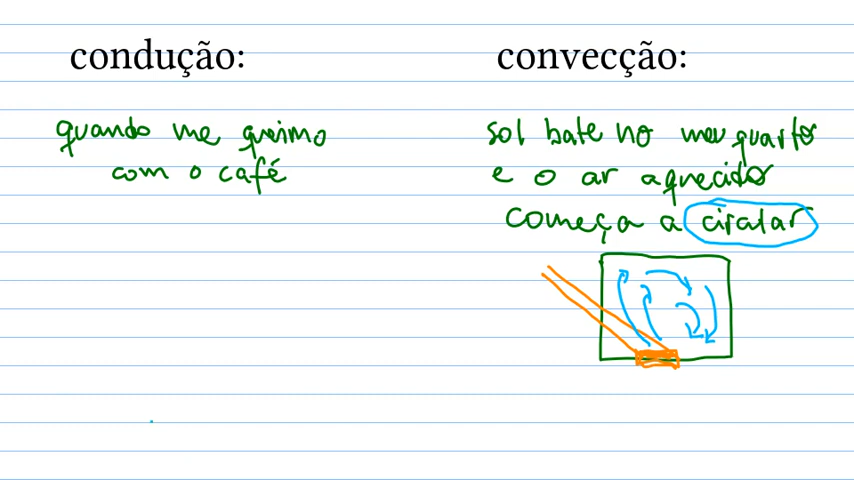 condução:
quando me queimo
com o café
convecção:
sol bate no meu quarto
e o ar aquecido
começa a circular